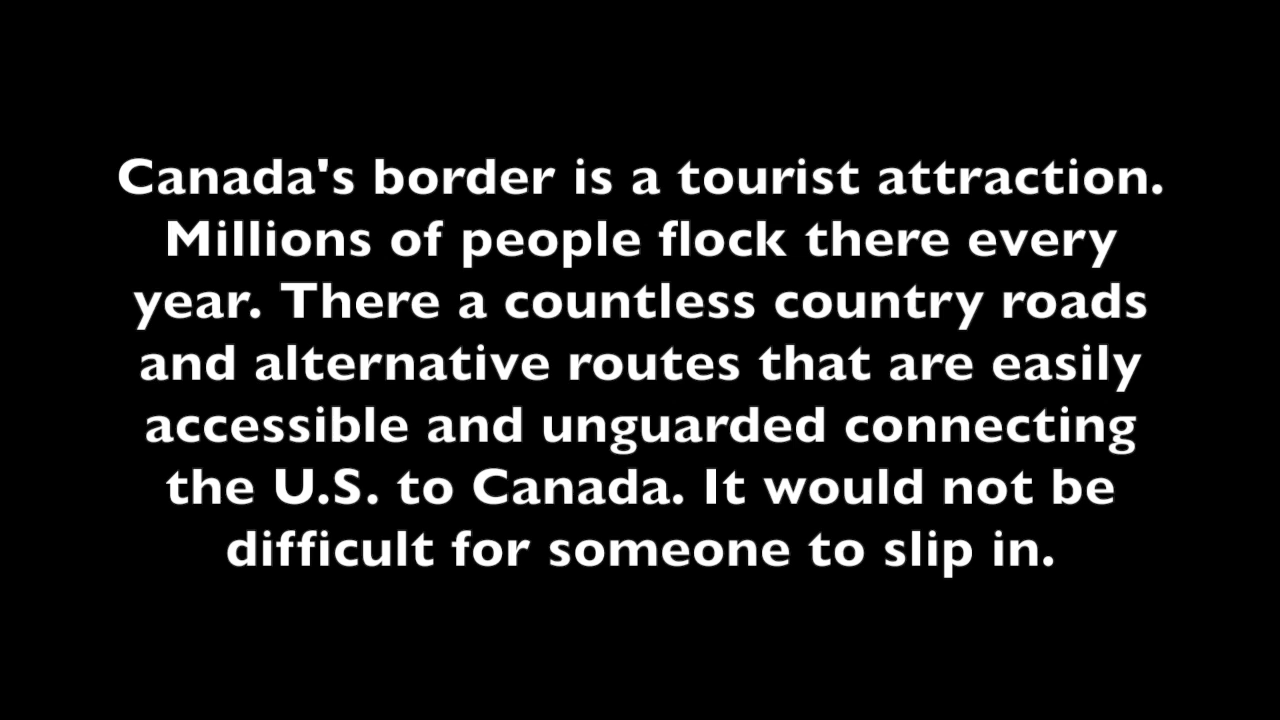 Canada's border is a tourist attraction.
Millions of people flock there every
year. There a countless country roads
and alternative routes that are easily
accessible and unguarded connecting
the U.S. to Canada. It would not be
difficult for someone to slip in.